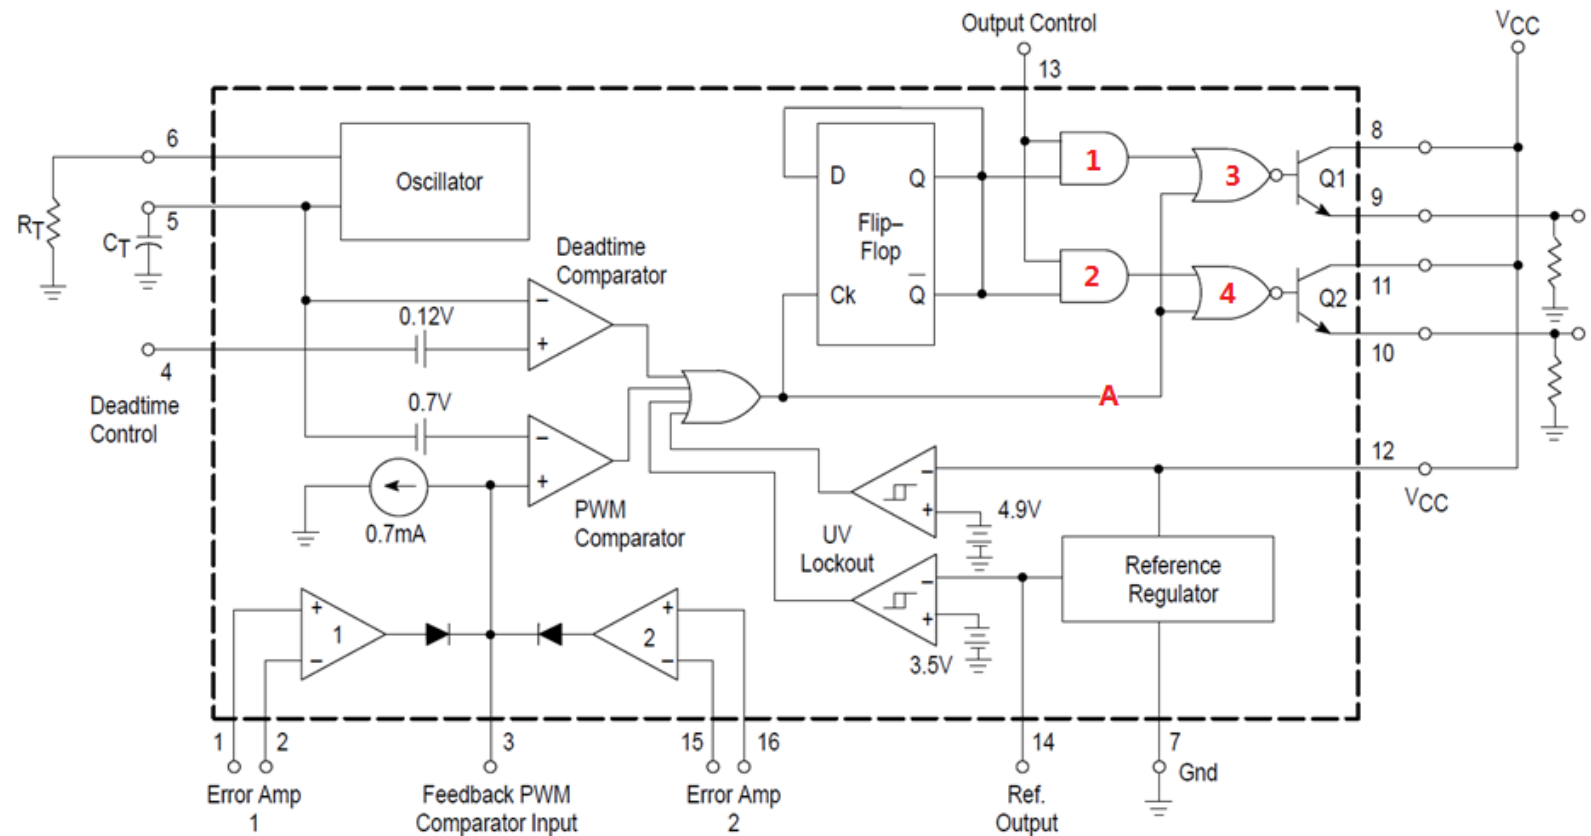 Output Control
VCC
13
6
8
Oscillator
D
Q
1
3
Q1
RT
5
CT
Flip–
Flop
9
Deadtime
Comparator
2
4
11
Ck
Q
Q2
0.12V
−
+
10
4
Deadtime
Control
0.7V
A
−
+
12
VCC
0.7mA
PWM
Comparator
−
+
4.9V
UV
Lockout
Reference
Regulator
−
+
3.5V
+
1
−
+
2
−
1
2
3
15
16
14
7
Error Amp
1
Feedback PWM
Comparator Input
Error Amp
2
Ref.
Output
Gnd